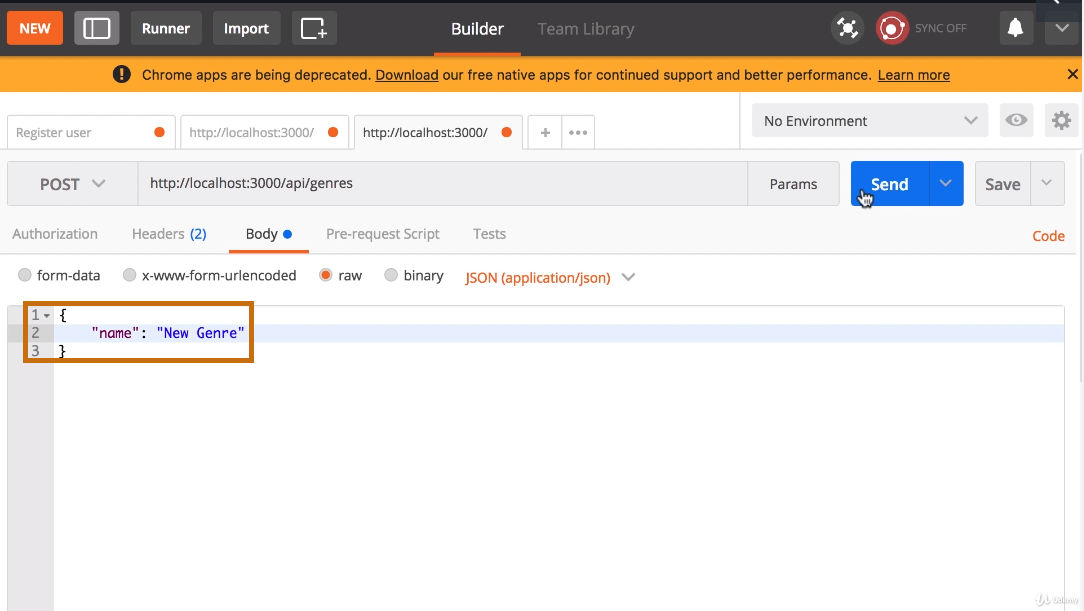 NEW Runner Import Builder Team Library SYNC OFF
Chrome apps are being deprecated. Download our free native apps for continued support and better performance. Learn more
Register user http://localhost:3000/ http://localhost:3000/ No Environment
POST http://localhost:3000/api/genres Params Send Save
Authorization Headers (2) Body Pre-request Script Tests Code
form-data x-www-form-urlencoded raw binary JSON (application/json)
1 {
2 "name": "New Genre"
3 }
Udemy